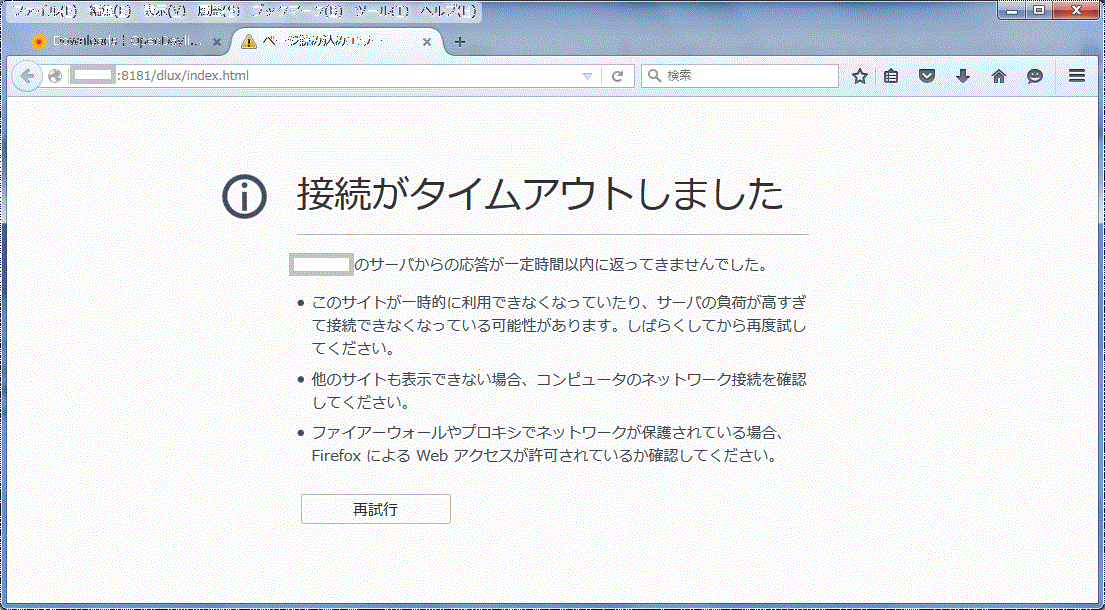 ファイル(F) 編集(E) 表示(V) 履歴(S) ブックマーク(B) ツール(T) ヘルプ(H)
Downloads | OpenDayl... ページ読み込みエラー
:8181/dlux/index.html 検索
接続がタイムアウトしました
のサーバからの応答が一定時間以内に返ってきませんでした。
• このサイトが一時的に利用できなくなっていたり、サーバの負荷が高すぎ
て接続できなくなっている可能性があります。しばらくしてから再度試し
てください。
• 他のサイトも表示できない場合、コンピュータのネットワーク接続を確認
してください。
• ファイアーウォールやプロキシでネットワークが保護されている場合、
Firefox による Web アクセスが許可されているか確認してください。
再試行